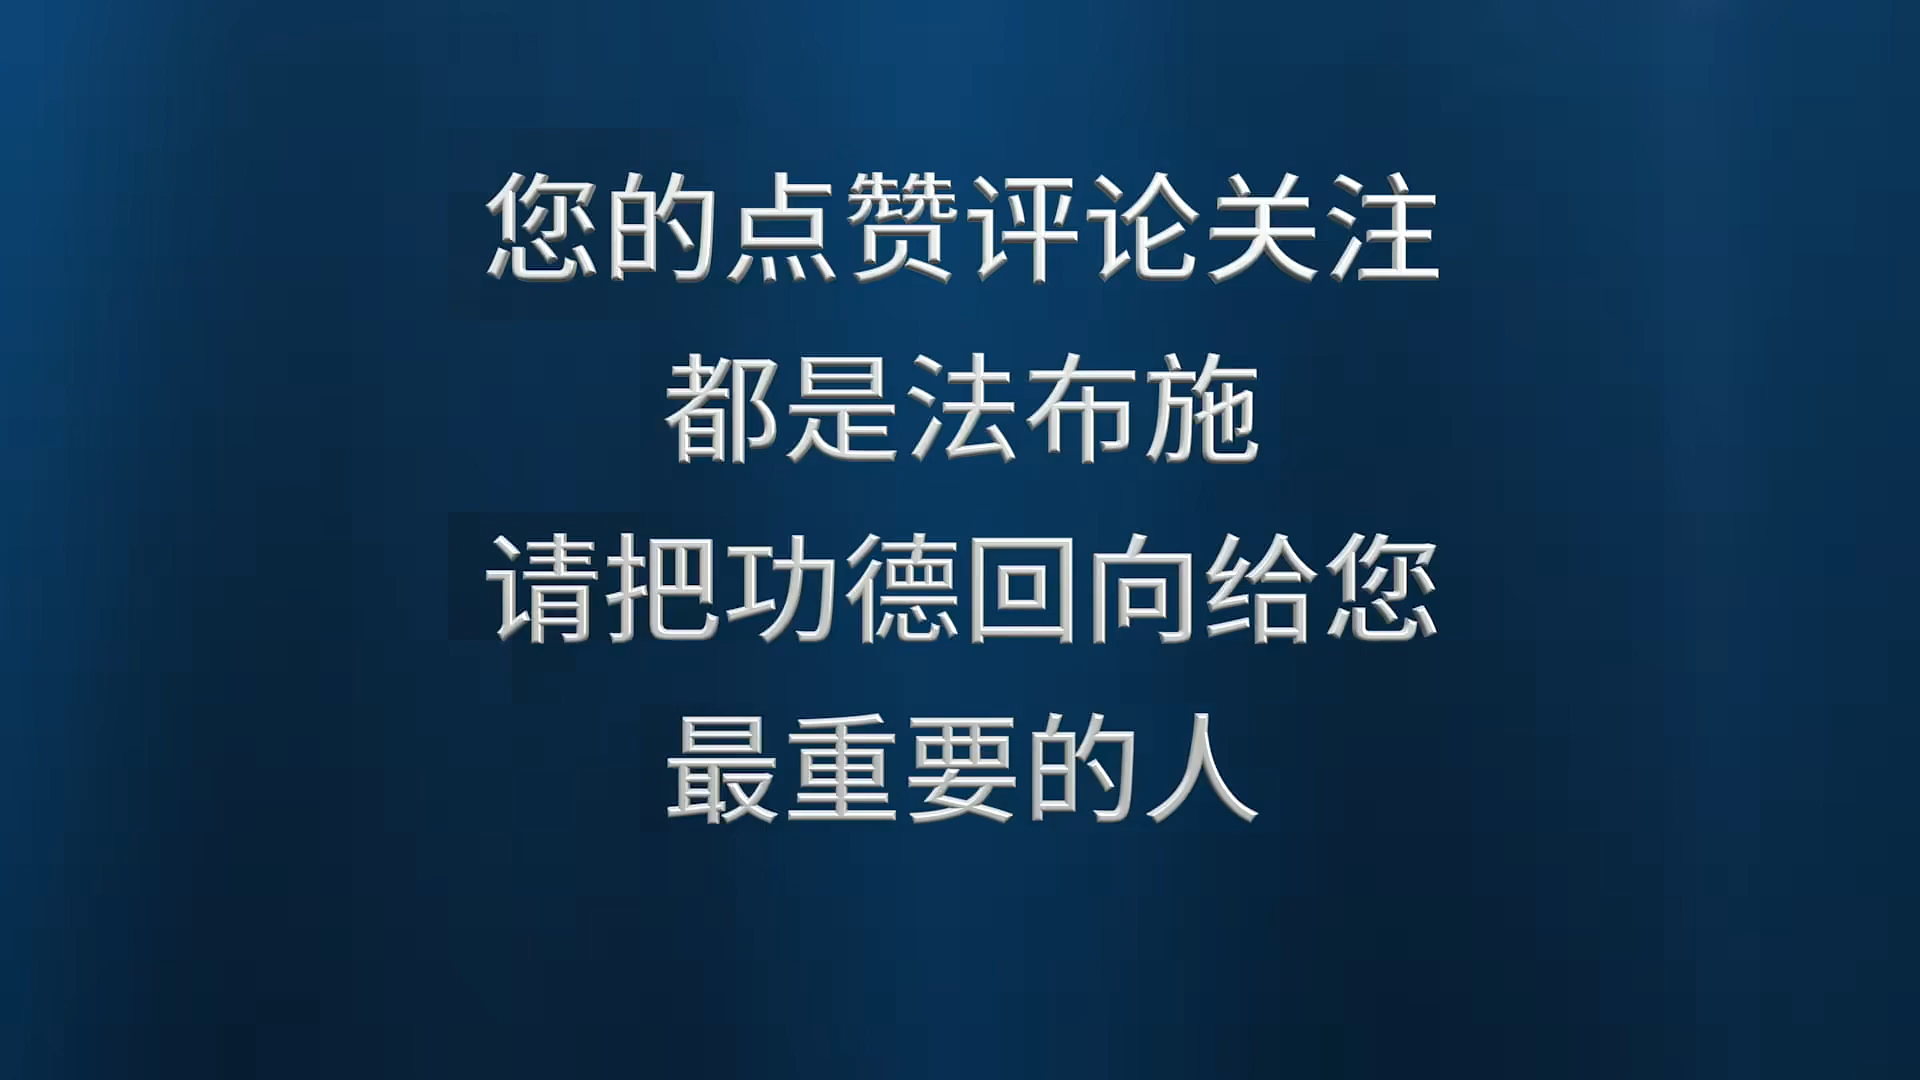 您的点赞评论关注
都是法布施
请把功德回向给您
最重要的人